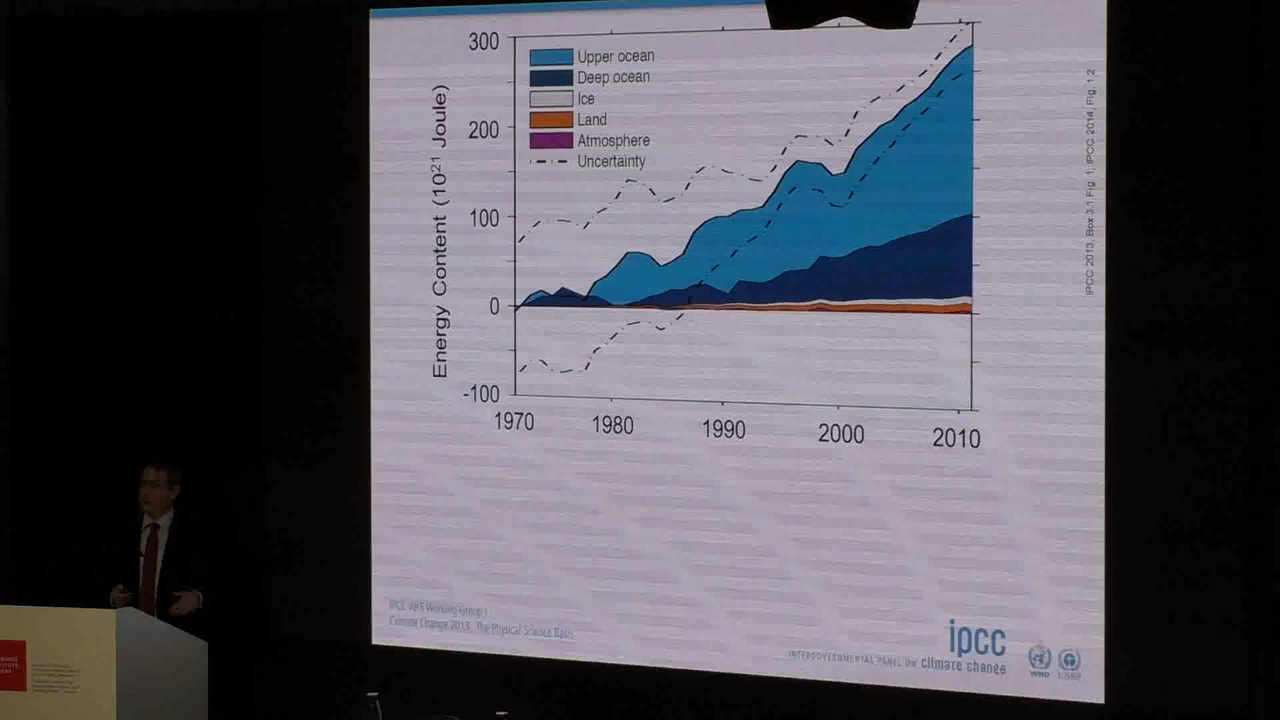 300
200
100
0
-100
Energy Content (10²¹ Joule)
Upper ocean
Deep ocean
Ice
Land
Atmosphere
Uncertainty
1970 1980 1990 2000 2010
IPCC 2013, Box 3.1 Fig. 1; IPCC 2014, Fig. 1.2
IPCC AR5 Working Group I
Climate Change 2013: The Physical Science Basis
ipcc
INTERGOVERNMENTAL PANEL ON climate change
WMO UNEP